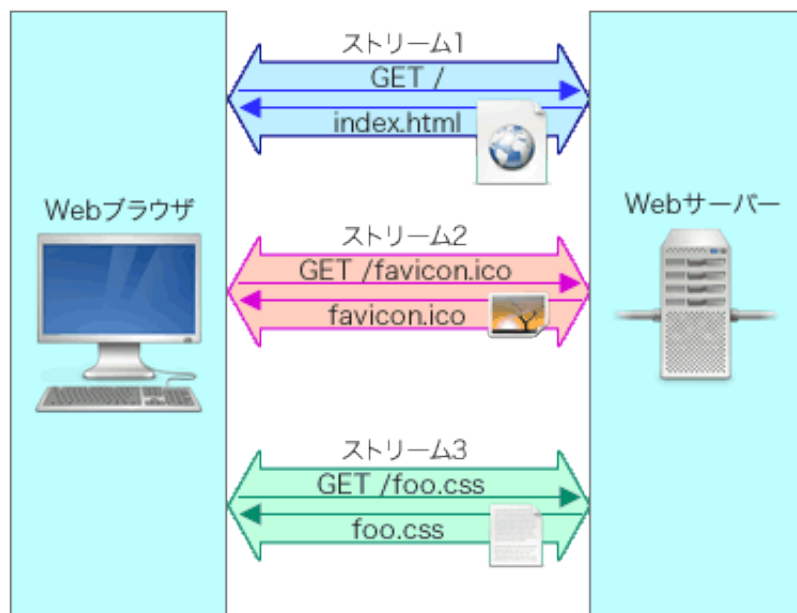 ストリーム1
GET /
index.html
Webブラウザ
Webサーバー
ストリーム2
GET /favicon.ico
favicon.ico
ストリーム3
GET /foo.css
foo.css